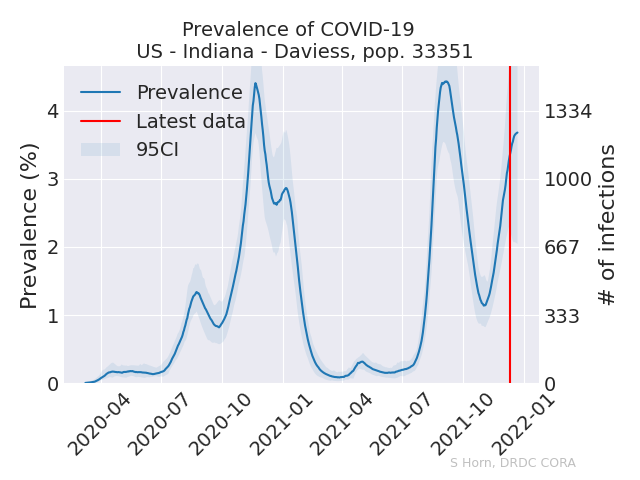 Prevalence of COVID-19
US - Indiana - Daviess, pop. 33351
Prevalence
Latest data
95CI
Prevalence (%)
4
3
2
1
0
1334
1000
667
333
0
# of infections
2020-04
2020-07
2020-10
2021-01
2021-04
2021-07
2021-10
2022-01
S Horn, DRDC CORA